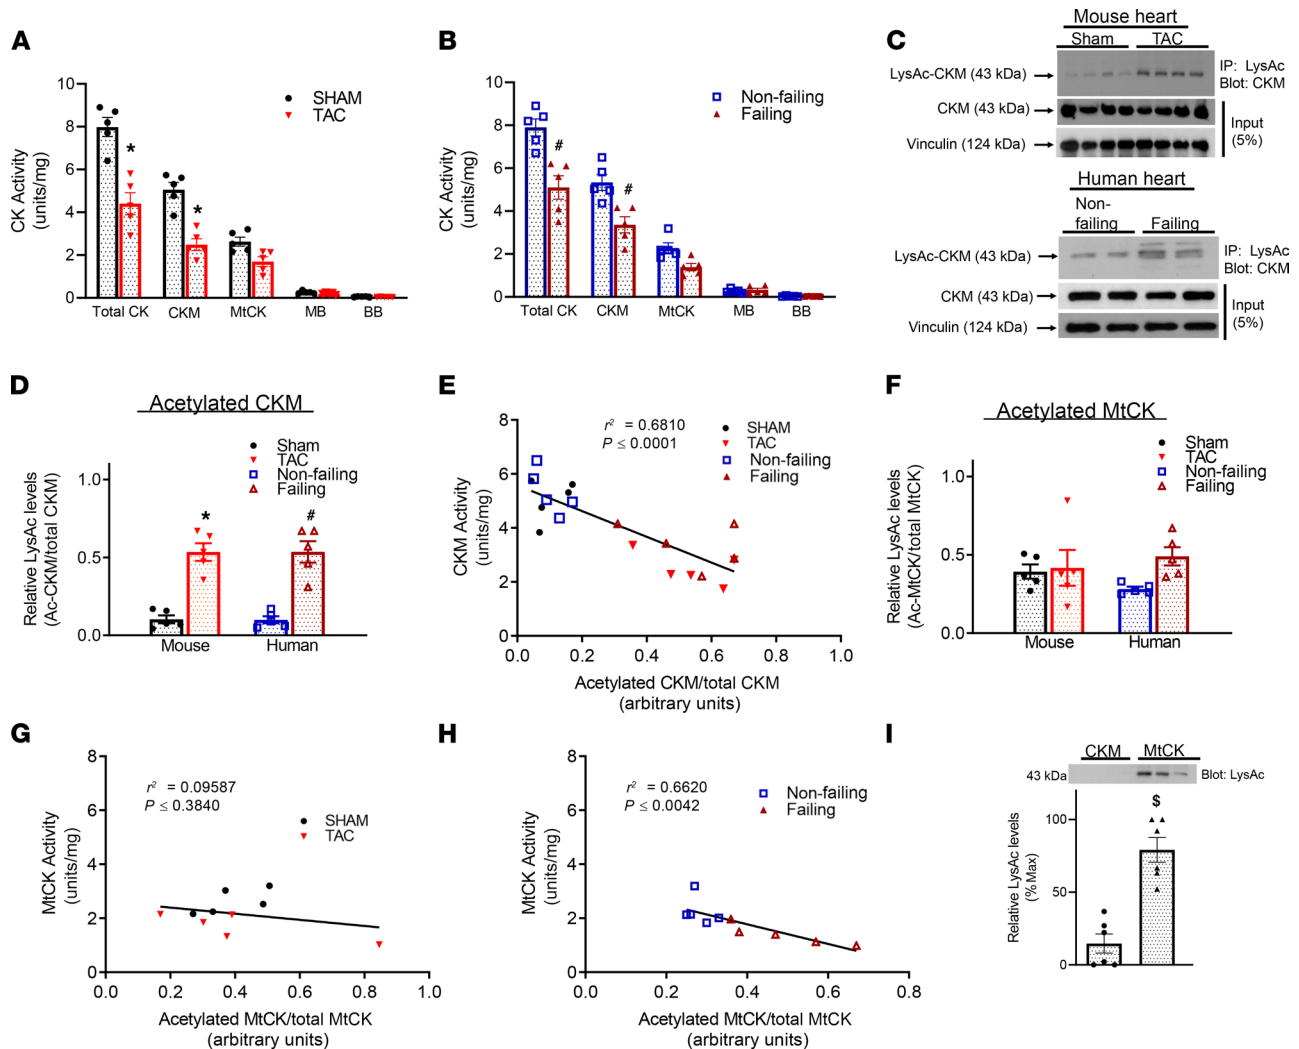 A
CK Activity
(units/mg)
10
8
6
4
2
0
SHAM
TAC
*
*
Total CK
CKM
MtCK
MB
BB
B
CK Activity
(units/mg)
10
8
6
4
2
0
Non-failing
Failing
#
#
Total CK
CKM
MtCK
MB
BB
C
Mouse heart
Sham
TAC
LysAc-CKM (43 kDa)
IP: LysAc
Blot: CKM
CKM (43 kDa)
Vinculin (124 kDa)
Input
(5%)
Human heart
Non-
failing
Failing
LysAc-CKM (43 kDa)
IP: LysAc
Blot: CKM
CKM (43 kDa)
Vinculin (124 kDa)
Input
(5%)
D
Acetylated CKM
Sham
TAC
Non-failing
Failing
Relative LysAc levels
(Ac-CKM/total CKM)
1.0
0.5
0.0
*
#
Mouse
Human
E
CKM Activity
(units/mg)
8
6
4
2
0
r² = 0.6810
P ≤ 0.0001
SHAM
TAC
Non-failing
Failing
0.0
0.2
0.4
0.6
0.8
1.0
Acetylated CKM/total CKM
(arbitrary units)
F
Acetylated MtCK
Sham
TAC
Non-failing
Failing
Relative LysAc levels
(Ac-MtCK/total MtCK)
1.0
0.5
0.0
Mouse
Human
G
MtCK Activity
(units/mg)
8
6
4
2
0
r² = 0.09587
P ≤ 0.3840
SHAM
TAC
0.0
0.2
0.4
0.6
0.8
1.0
Acetylated MtCK/total MtCK
(arbitrary units)
H
MtCK Activity
(units/mg)
8
6
4
2
0
r² = 0.6620
P ≤ 0.0042
Non-failing
Failing
0.0
0.2
0.4
0.6
0.8
Acetylated MtCK/total MtCK
(arbitrary units)
I
CKM
MtCK
43 kDa
Blot: LysAc
Relative LysAc levels
(% Max)
100
50
0
$